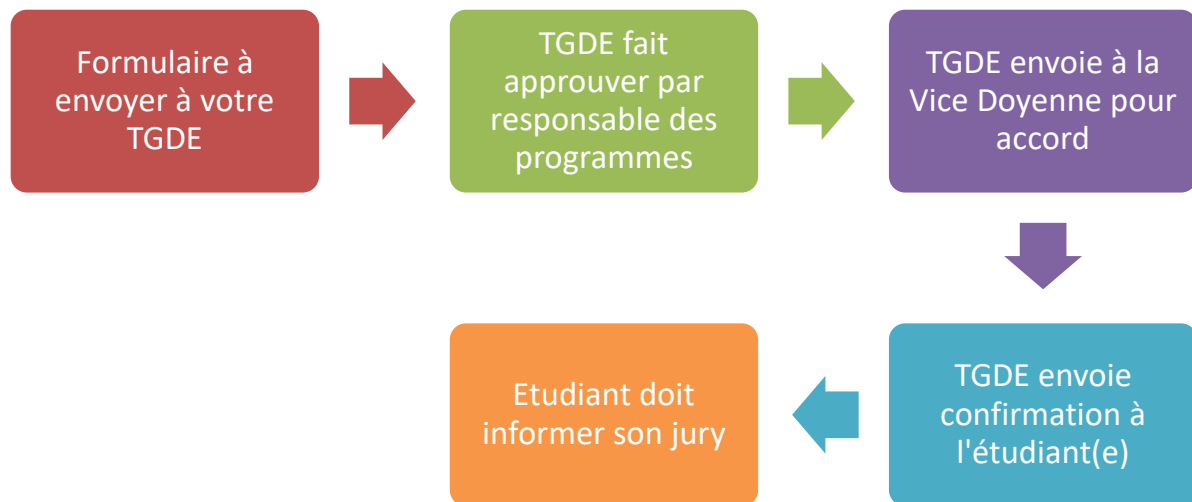 Formulaire à
envoyer à votre
TGDE
TGDE fait
approuver par
responsable des
programmes
TGDE envoie à la
Vice Doyenne pour
accord
TGDE envoie
confirmation à
l'étudiant(e)
Etudiant doit
informer son jury